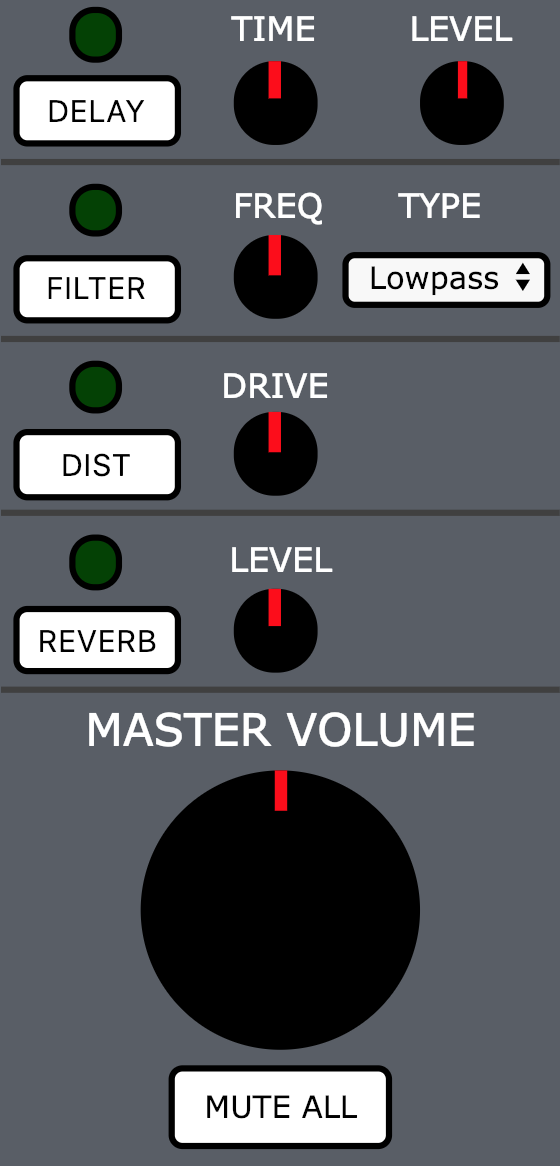 TIME LEVEL
DELAY
FREQ TYPE
FILTER Lowpass
DRIVE
DIST
LEVEL
REVERB
MASTER VOLUME
MUTE ALL